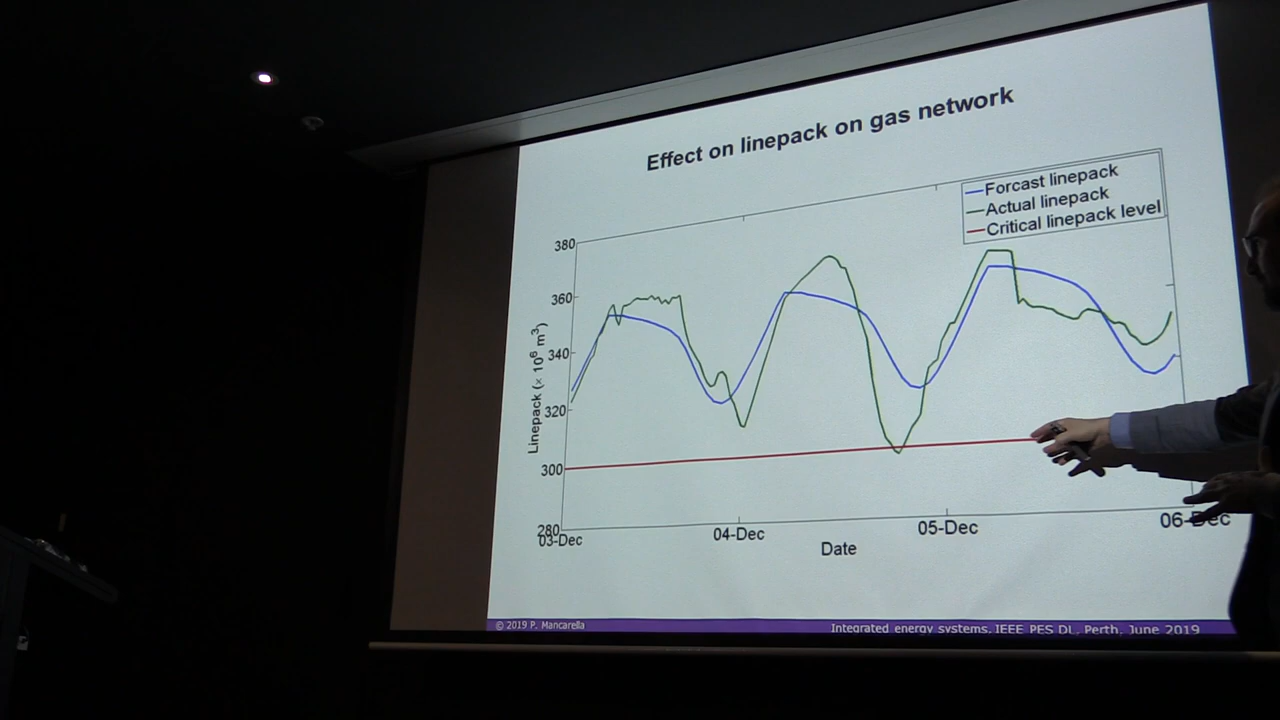 Effect on linepack on gas network
Forcast linepack
Actual linepack
Critical linepack level
380
360
340
320
300
280
Linepack (× 10⁶ m³)
03-Dec
04-Dec
05-Dec
06-Dec
Date
© 2019 P. Mancarella
Integrated energy systems, IEEE PES DL, Perth, June 2019